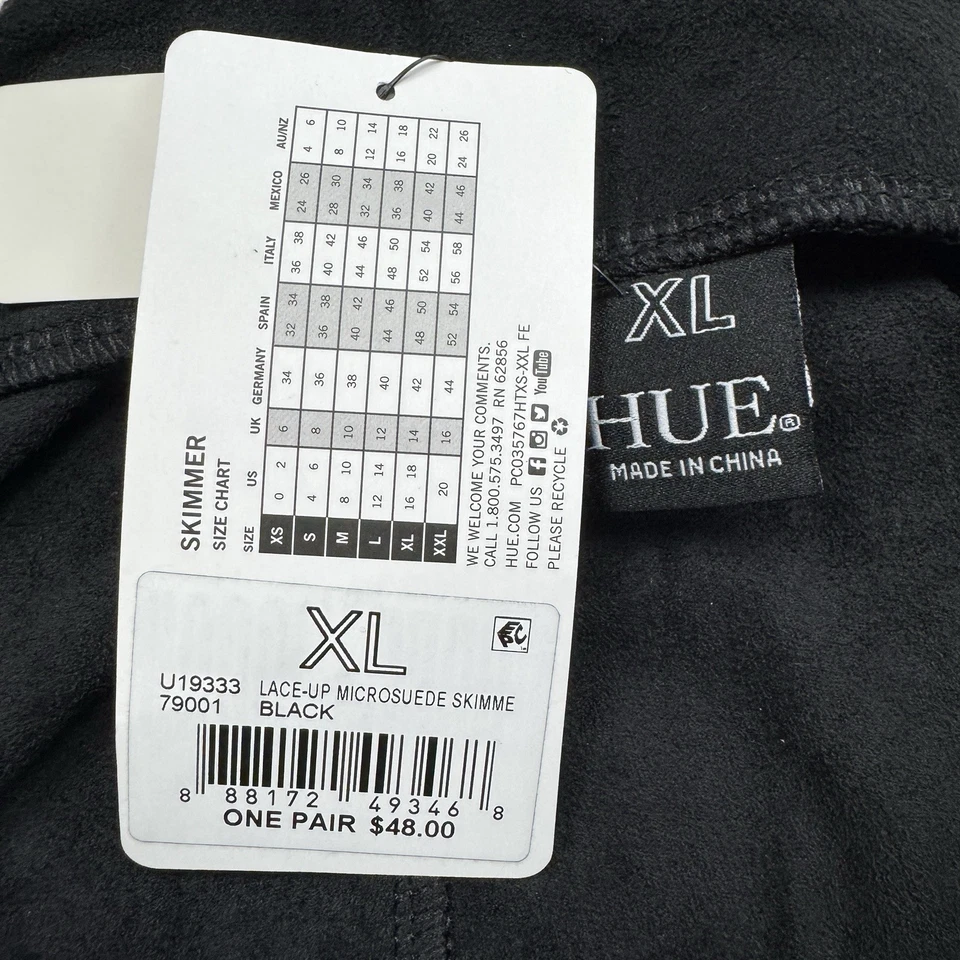 SKIMMER
SIZE CHART
SIZE US UK GERMANY SPAIN ITALY MEXICO AU/NZ
XS 0 2 6 34 32 34 36 38 24 26 4 6
S 4 6 8 36 36 38 40 42 28 30 8 10
M 8 10 10 38 40 42 44 46 32 34 12 14
L 12 14 12 40 44 46 48 50 36 38 16 18
XL 16 18 14 42 48 50 52 54 40 42 20 22
XXL 20 16 44 52 54 56 58 44 46 24 26
WE WELCOME YOUR COMMENTS.
CALL 1.800.575.3497 RN 62856
HUE.COM PC035767HTXS-XXL FE
FOLLOW US f You Tube
PLEASE RECYCLE
XL
EPC
U19333 LACE-UP MICROSUEDE SKIMME
79001 BLACK
8 88172 49346 8
ONE PAIR $48.00
XL
HUE®
MADE IN CHINA